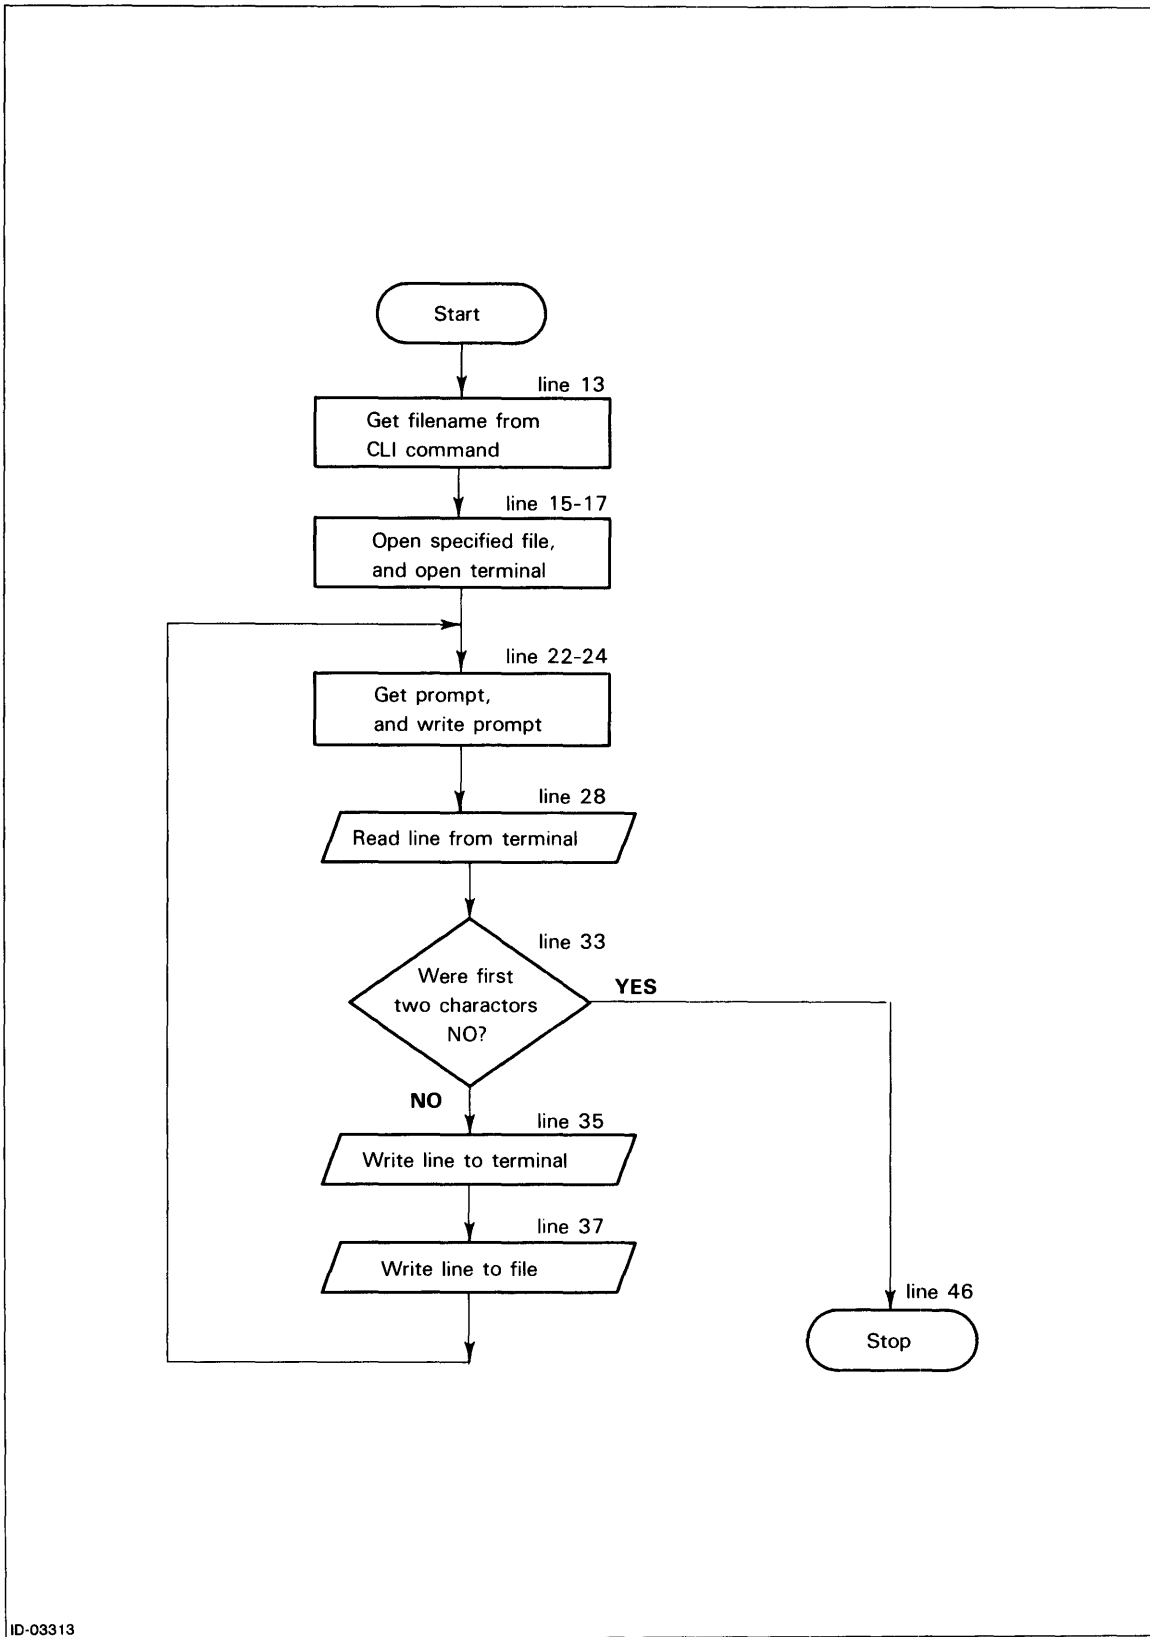 Start
line 13
Get filename from
CLI command
line 15-17
Open specified file,
and open terminal
line 22-24
Get prompt,
and write prompt
line 28
Read line from terminal
line 33
Were first
two charactors
NO?
YES
NO
line 35
Write line to terminal
line 37
Write line to file
line 46
Stop
ID-03313